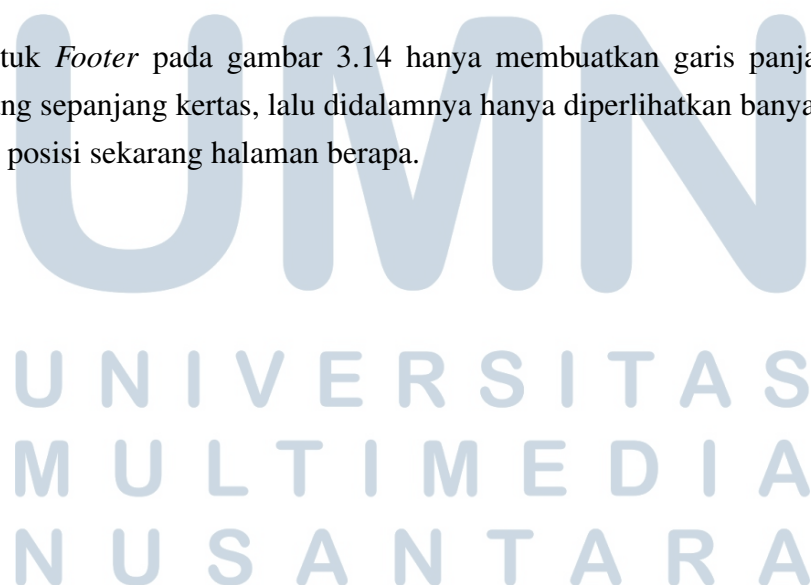 tuk Footer pada gambar 3.14 hanya membuatkan garis panja
ng sepanjang kertas, lalu didalamnya hanya diperlihatkan banya
posisi sekarang halaman berapa.
UMN
UNIVERSITAS
MULTIMEDIA
NUSANTARA